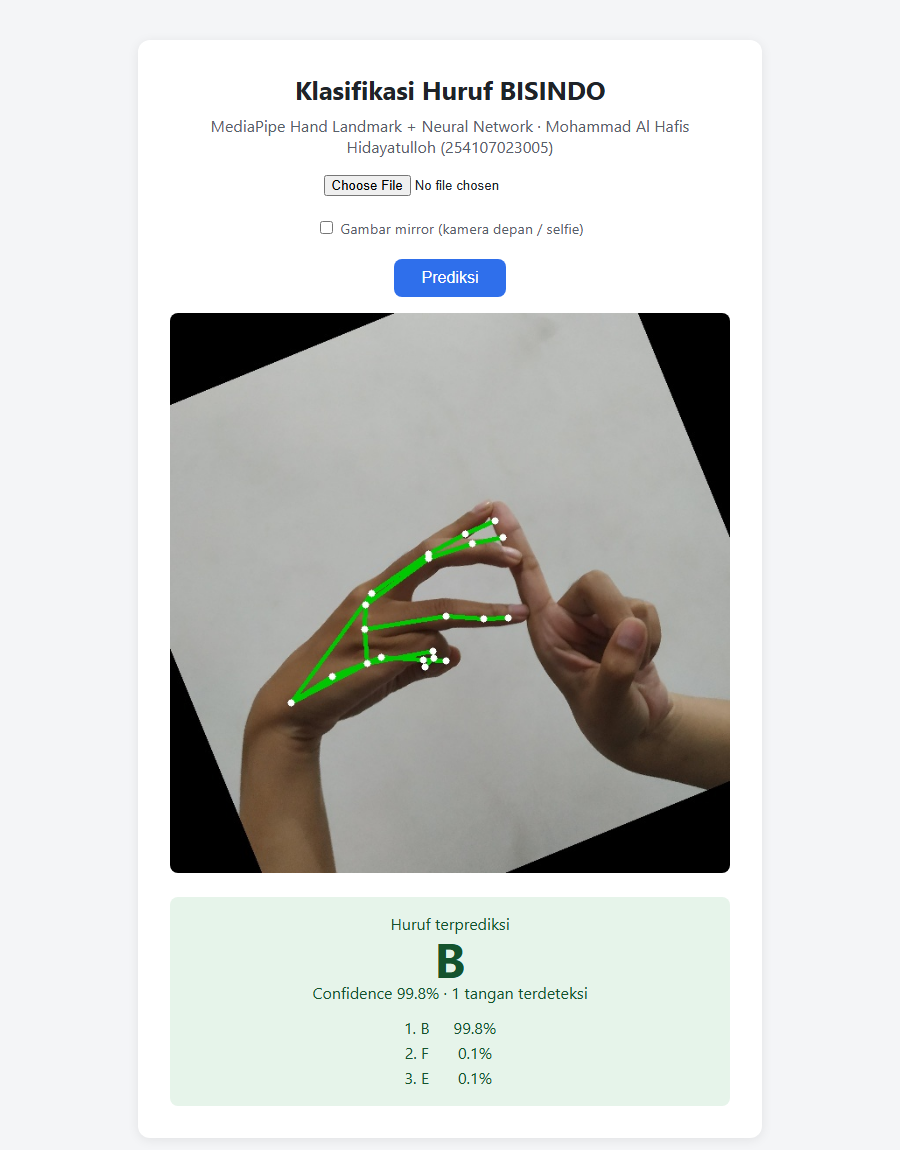 Klasifikasi Huruf BISINDO
MediaPipe Hand Landmark + Neural Network · Mohammad Al Hafis
Hidayatulloh (254107023005)
Choose File No file chosen
Gambar mirror (kamera depan / selfie)
Prediksi
Huruf terprediksi
B
Confidence 99.8% · 1 tangan terdeteksi
1. B 99.8%
2. F 0.1%
3. E 0.1%